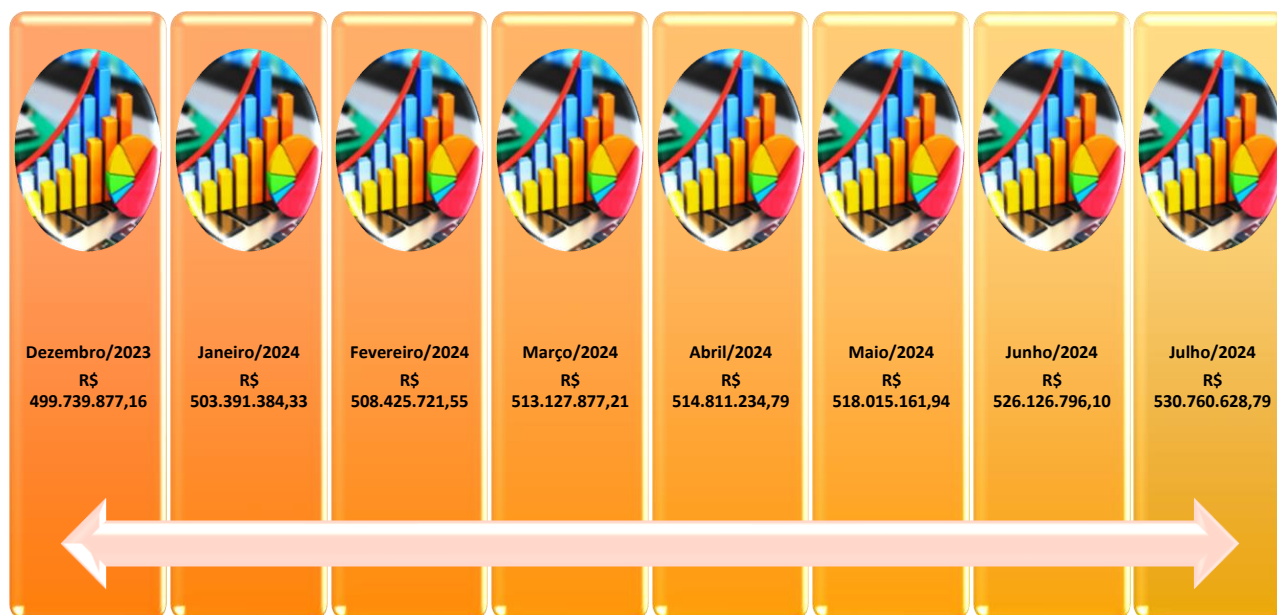 Dezembro/2023
R$
499.739.877,16
Janeiro/2024
R$
503.391.384,33
Fevereiro/2024
R$
508.425.721,55
Março/2024
R$
513.127.877,21
Abril/2024
R$
514.811.234,79
Maio/2024
R$
518.015.161,94
Junho/2024
R$
526.126.796,10
Julho/2024
R$
530.760.628,79